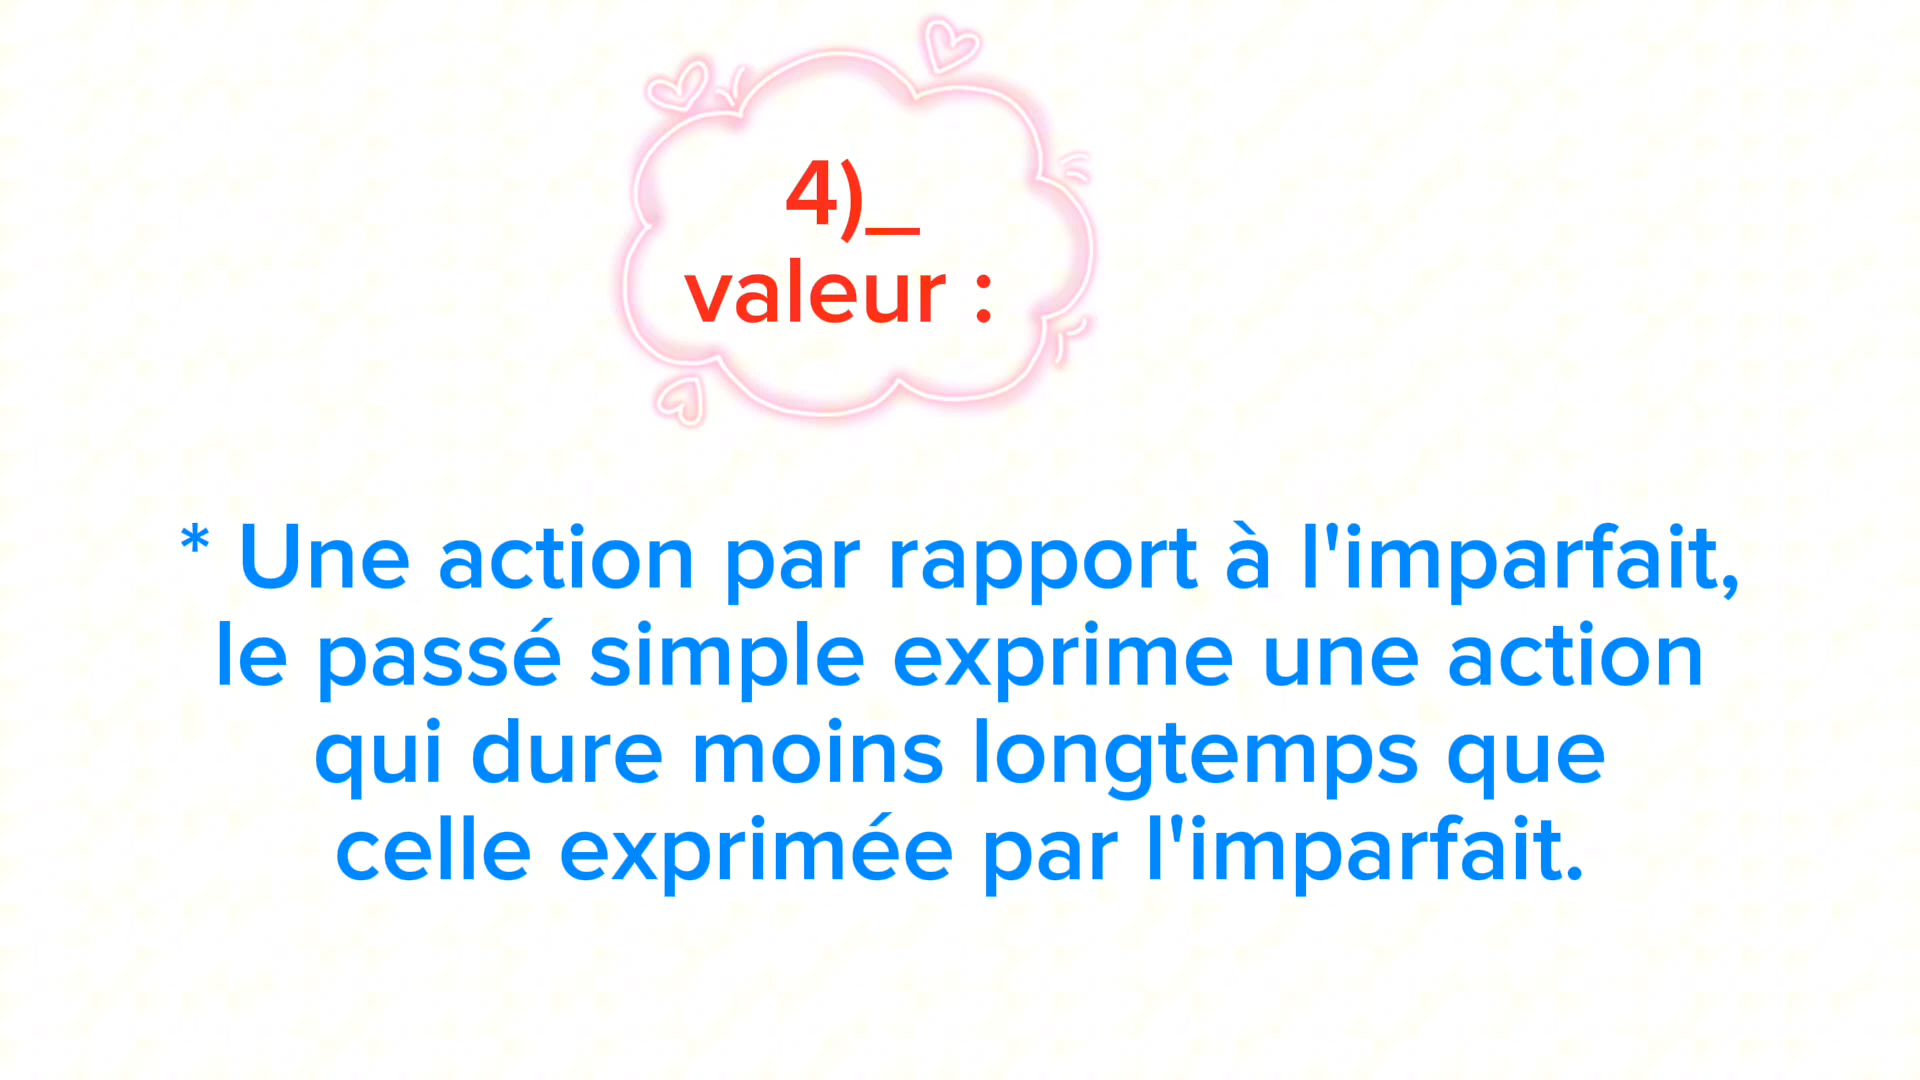 4)_
valeur :
* Une action par rapport à l'imparfait,
le passé simple exprime une action
qui dure moins longtemps que
celle exprimée par l'imparfait.